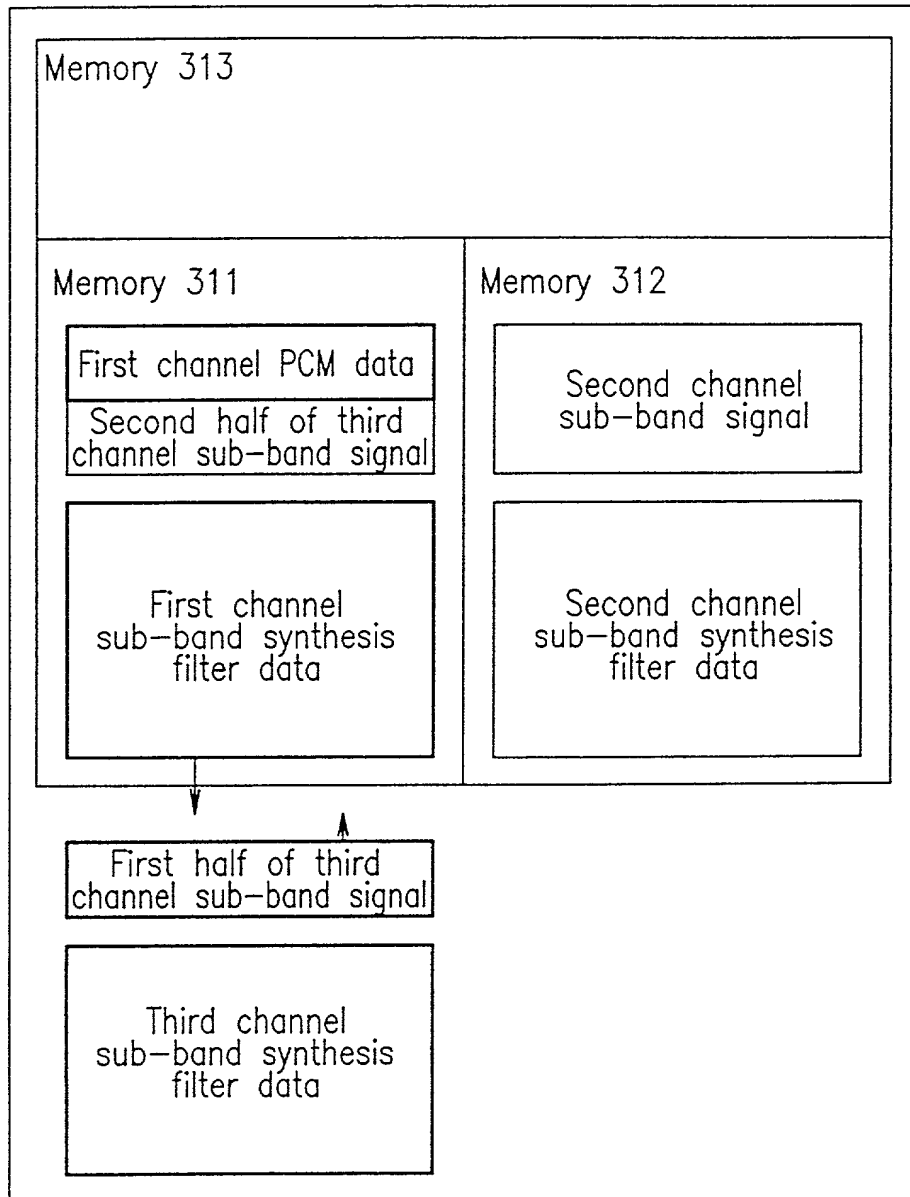 Memory 313
Memory 311
First channel PCM data
Second half of third
channel sub-band signal
First channel
sub-band synthesis
filter data
Memory 312
Second channel
sub-band signal
Second channel
sub-band synthesis
filter data
First half of third
channel sub-band signal
Third channel
sub-band synthesis
filter data